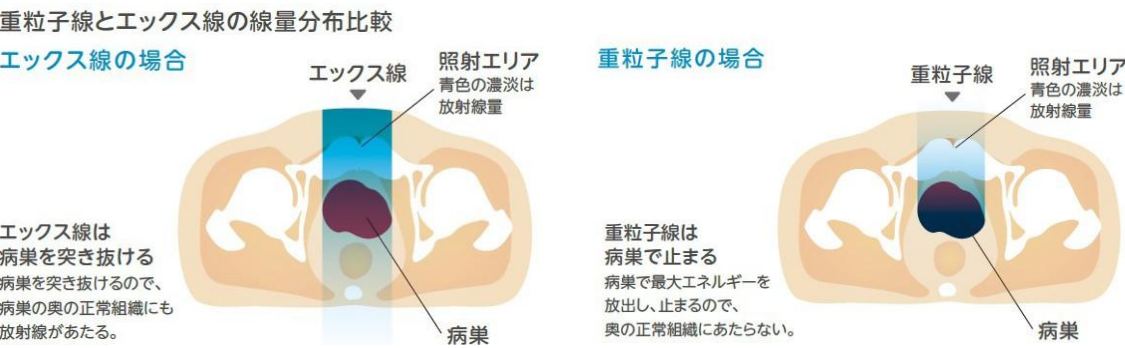 重粒子線とエックス線の線量分布比較
エックス線の場合
エックス線
照射エリア
青色の濃淡は
放射線量
エックス線は
病巣を突き抜ける
病巣を突き抜けるので、
病巣の奥の正常組織にも
放射線があたる。
病巣
重粒子線の場合
重粒子線
照射エリア
青色の濃淡は
放射線量
重粒子線は
病巣で止まる
病巣で最大エネルギーを
放出し、止まるので、
奥の正常組織にあたらない。
病巣